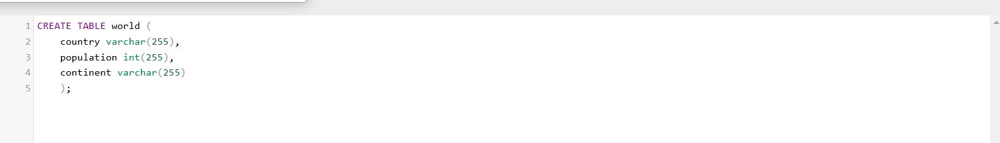 1 CREATE TABLE world (
2 country varchar(255),
3 population int(255),
4 continent varchar(255)
5 );